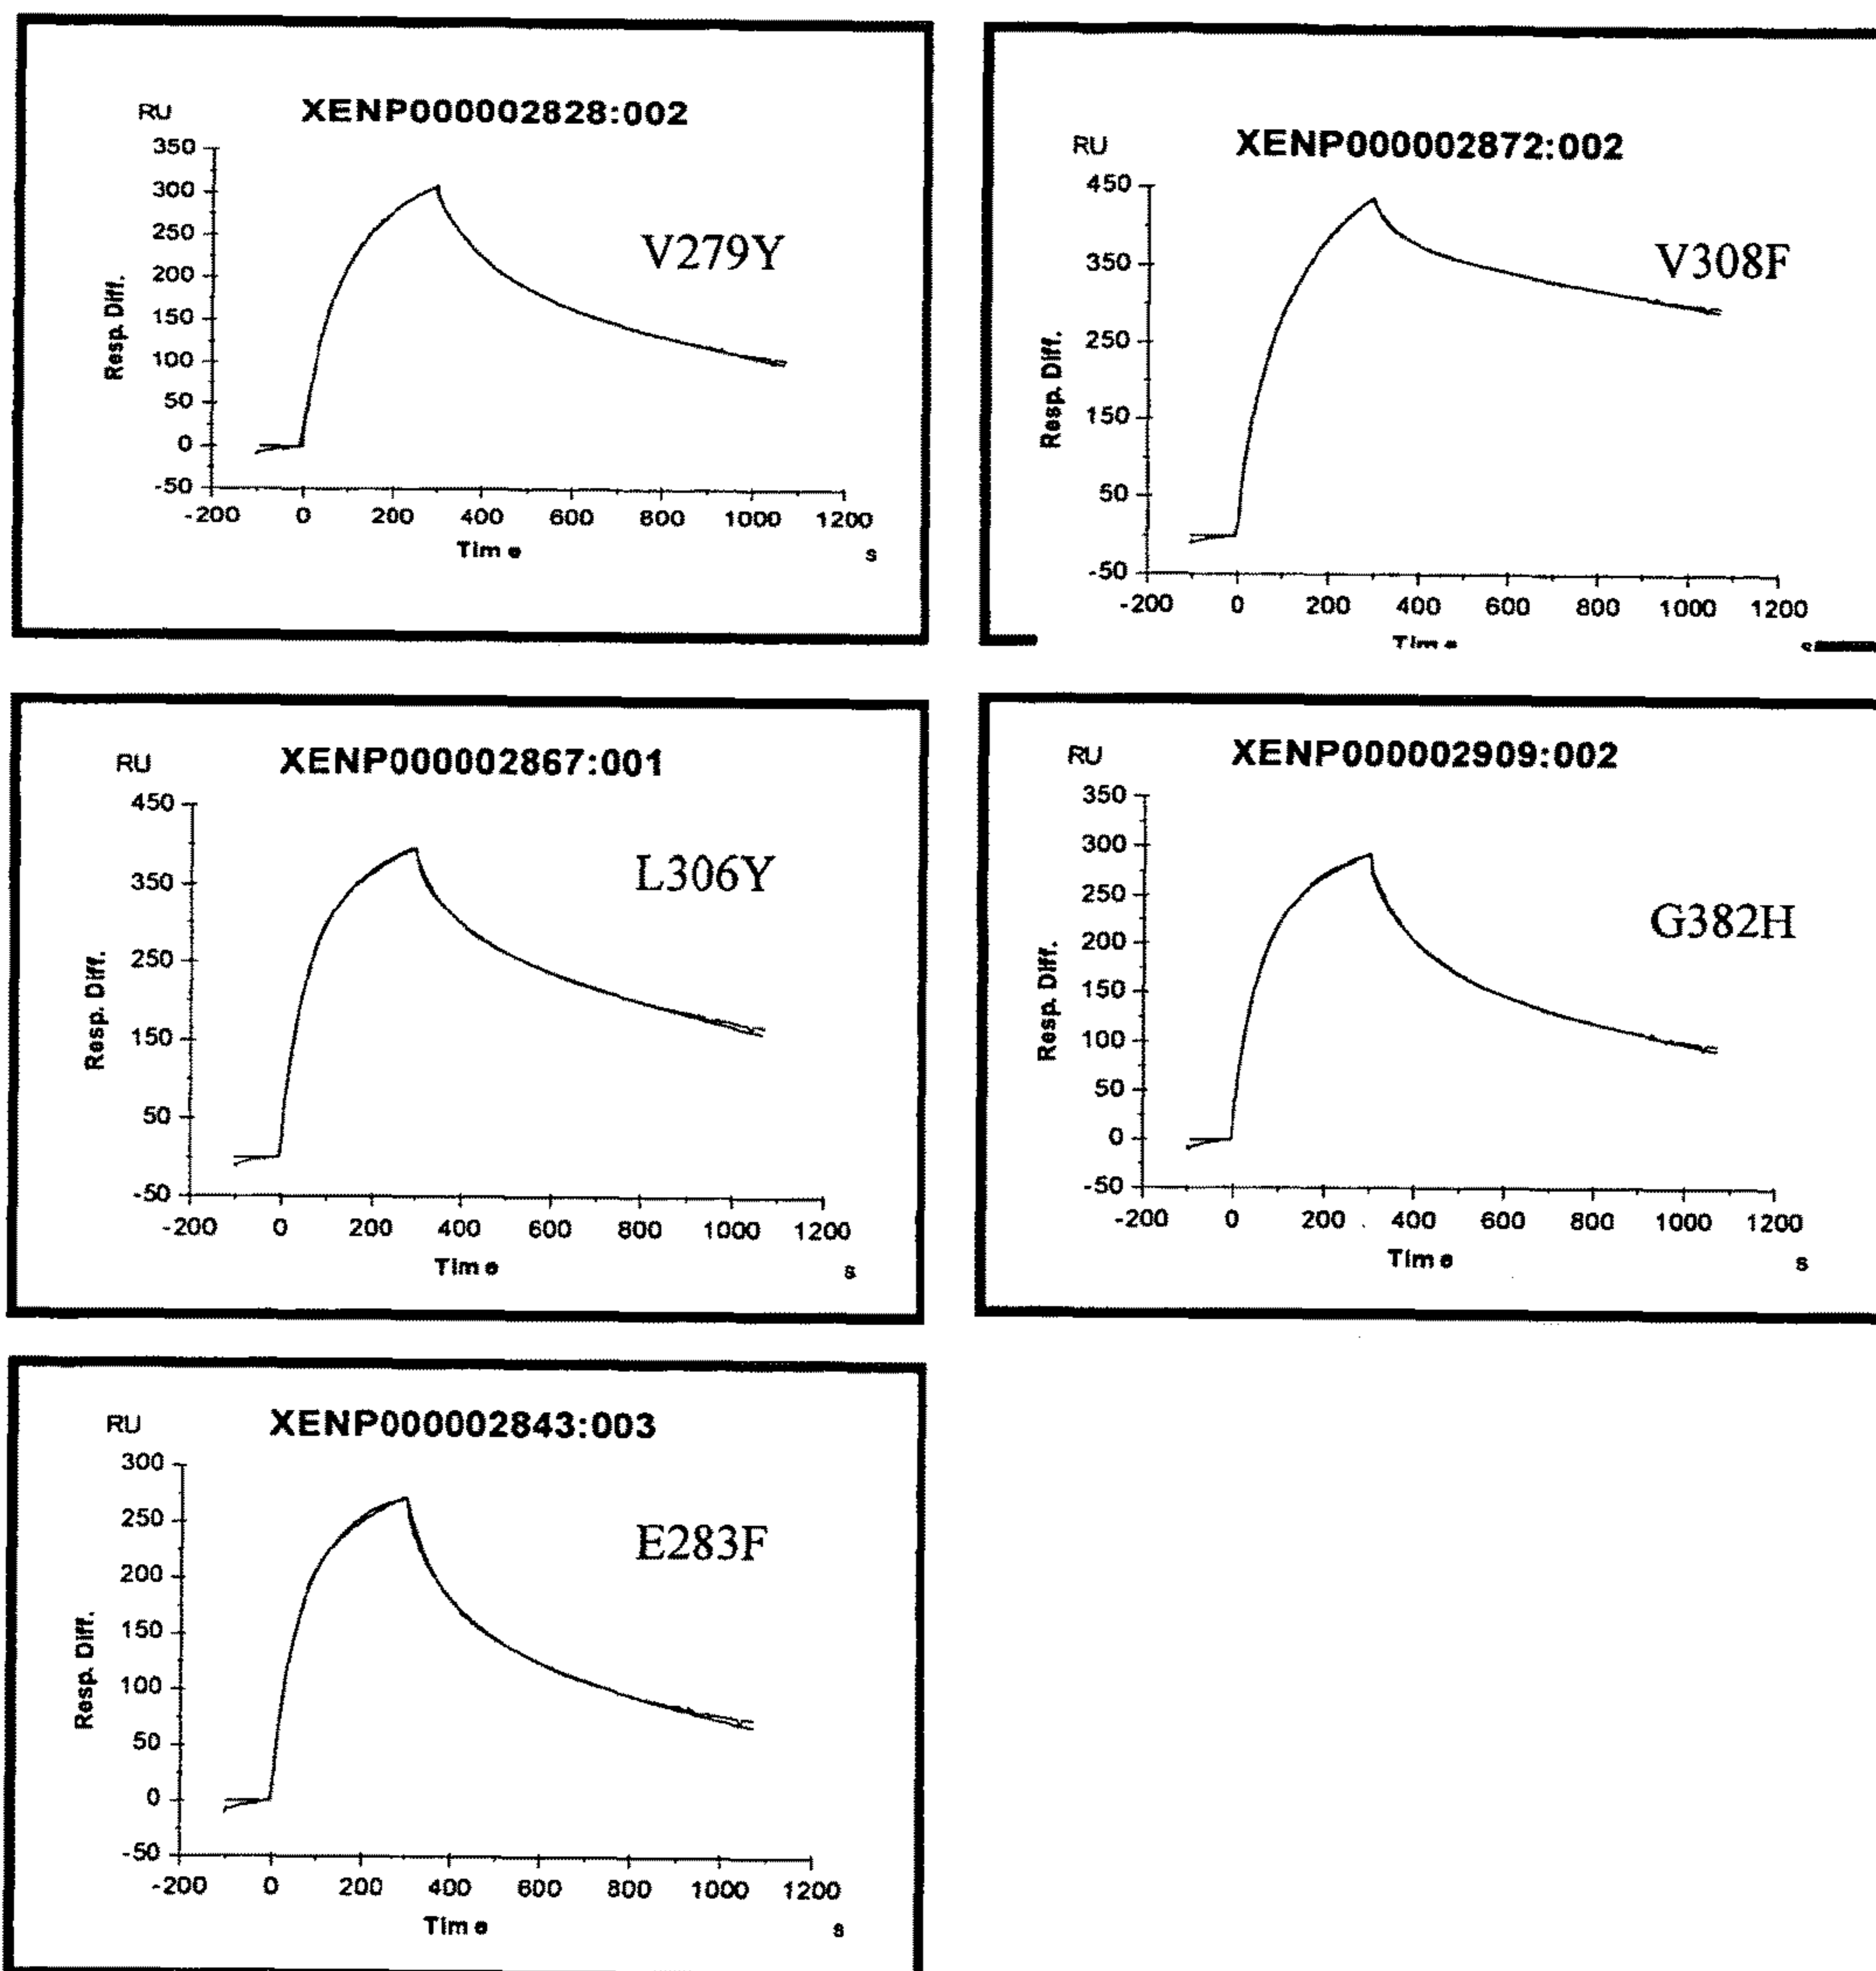 XENP000002828:002
RU
350
300
250
200
150
100
50
0
-50
Resp. Diff.
V279Y
-200 0 200 400 600 800 1000 1200
Time s
XENP000002872:002
RU
450
350
250
150
50
-50
Resp. Diff.
V308F
-200 0 200 400 600 800 1000 1200
Time s
XENP000002867:001
RU
450
350
250
150
50
-50
Resp. Diff.
L306Y
-200 0 200 400 600 800 1000 1200
Time s
XENP000002909:002
RU
350
300
250
200
150
100
50
0
-50
Resp. Diff.
G382H
-200 0 200 400 600 800 1000 1200
Time s
XENP000002843:003
RU
300
250
200
150
100
50
0
-50
Resp. Diff.
E283F
-200 0 200 400 600 800 1000 1200
Time s